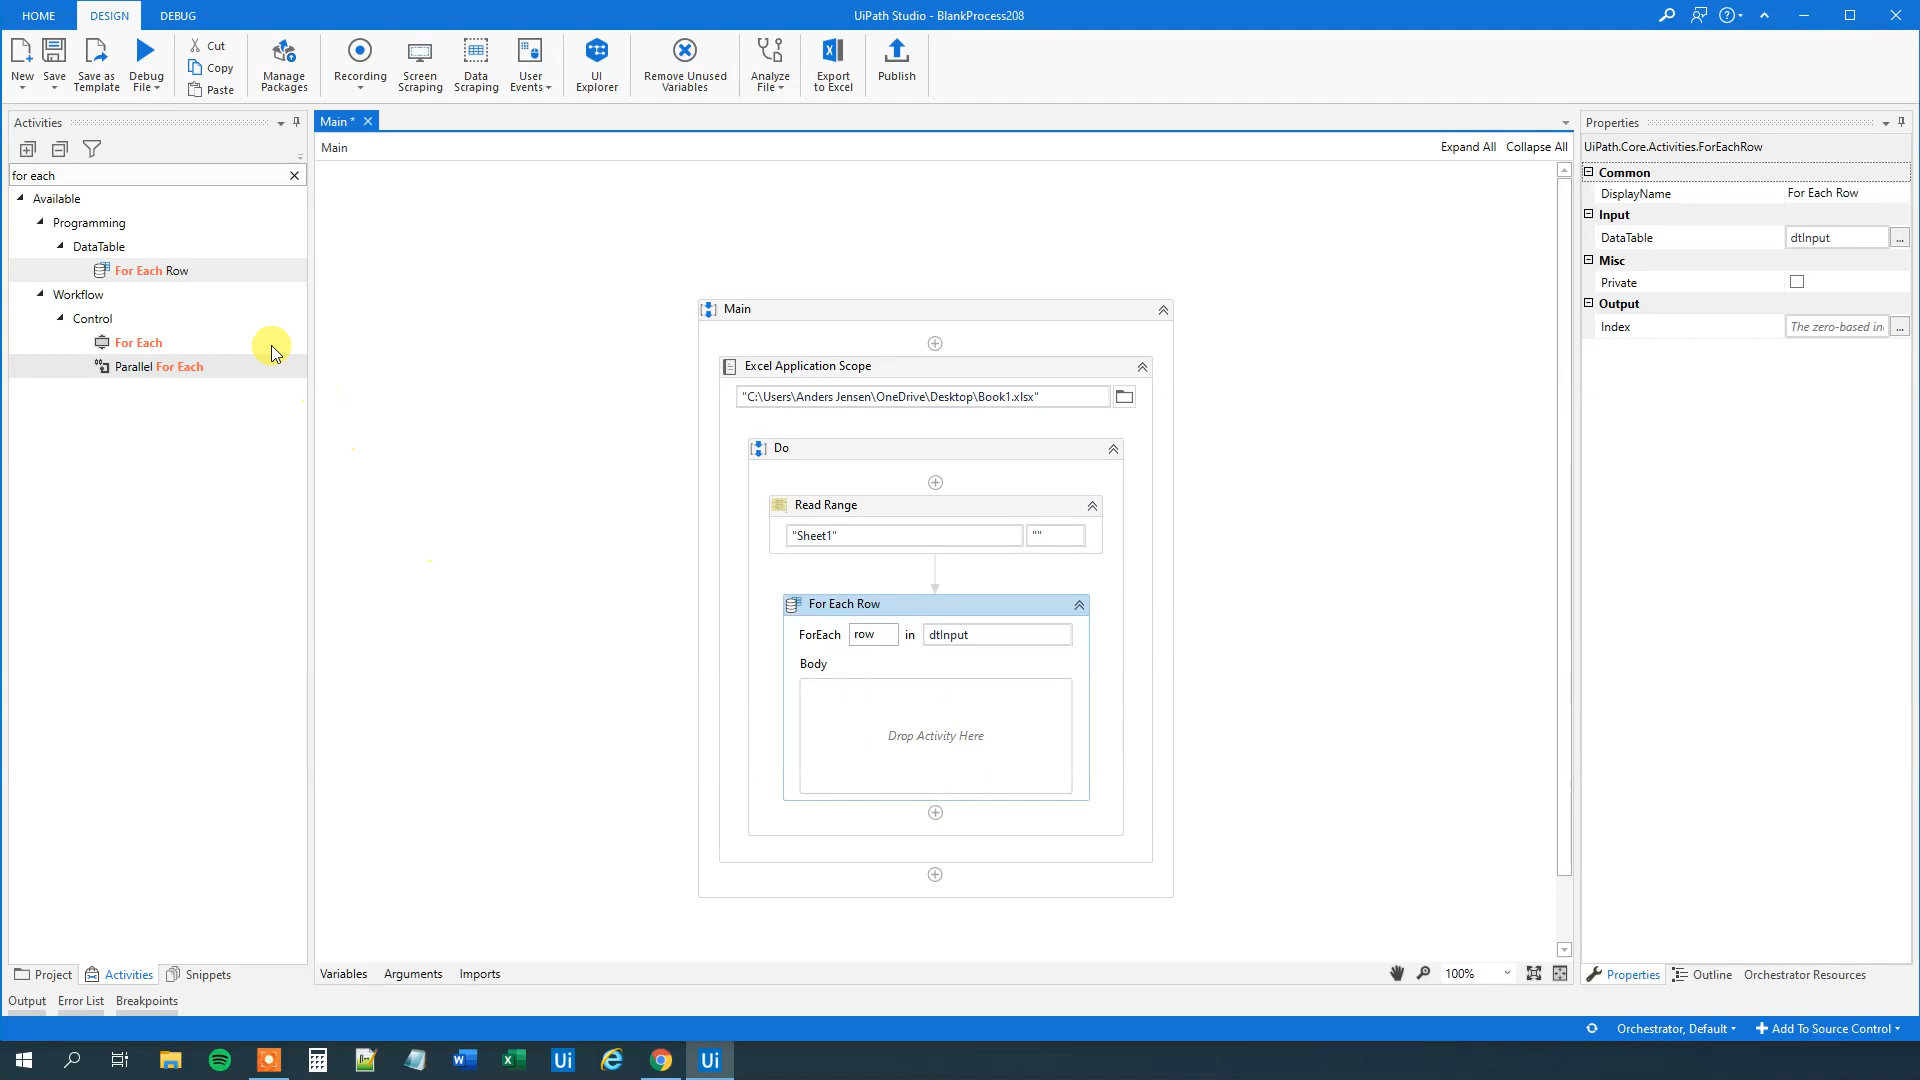 HOME
DESIGN
DEBUG
UiPath Studio - BlankProcess208
New
Save
Save as Template
Debug File
Cut
Copy
Paste
Manage Packages
Recording
Screen Scraping
Data Scraping
User Events
UI Explorer
Remove Unused Variables
Analyze File
Export to Excel
Publish
Activities
for each
Available
Programming
DataTable
For Each Row
Workflow
Control
For Each
Parallel For Each
Main *
Main
Expand All
Collapse All
Main
Excel Application Scope
"C:\Users\Anders Jensen\OneDrive\Desktop\Book1.xlsx"
Do
Read Range
"Sheet1"
""
For Each Row
ForEach
row
in
dtInput
Body
Drop Activity Here
Properties
UiPath.Core.Activities.ForEachRow
Common
DisplayName
For Each Row
Input
DataTable
dtInput
...
Misc
Private
Output
Index
The zero-based in
...
Project
Activities
Snippets
Variables
Arguments
Imports
100%
Properties
Outline
Orchestrator Resources
Output
Error List
Breakpoints
Orchestrator, Default
Add To Source Control
Ui
Ui